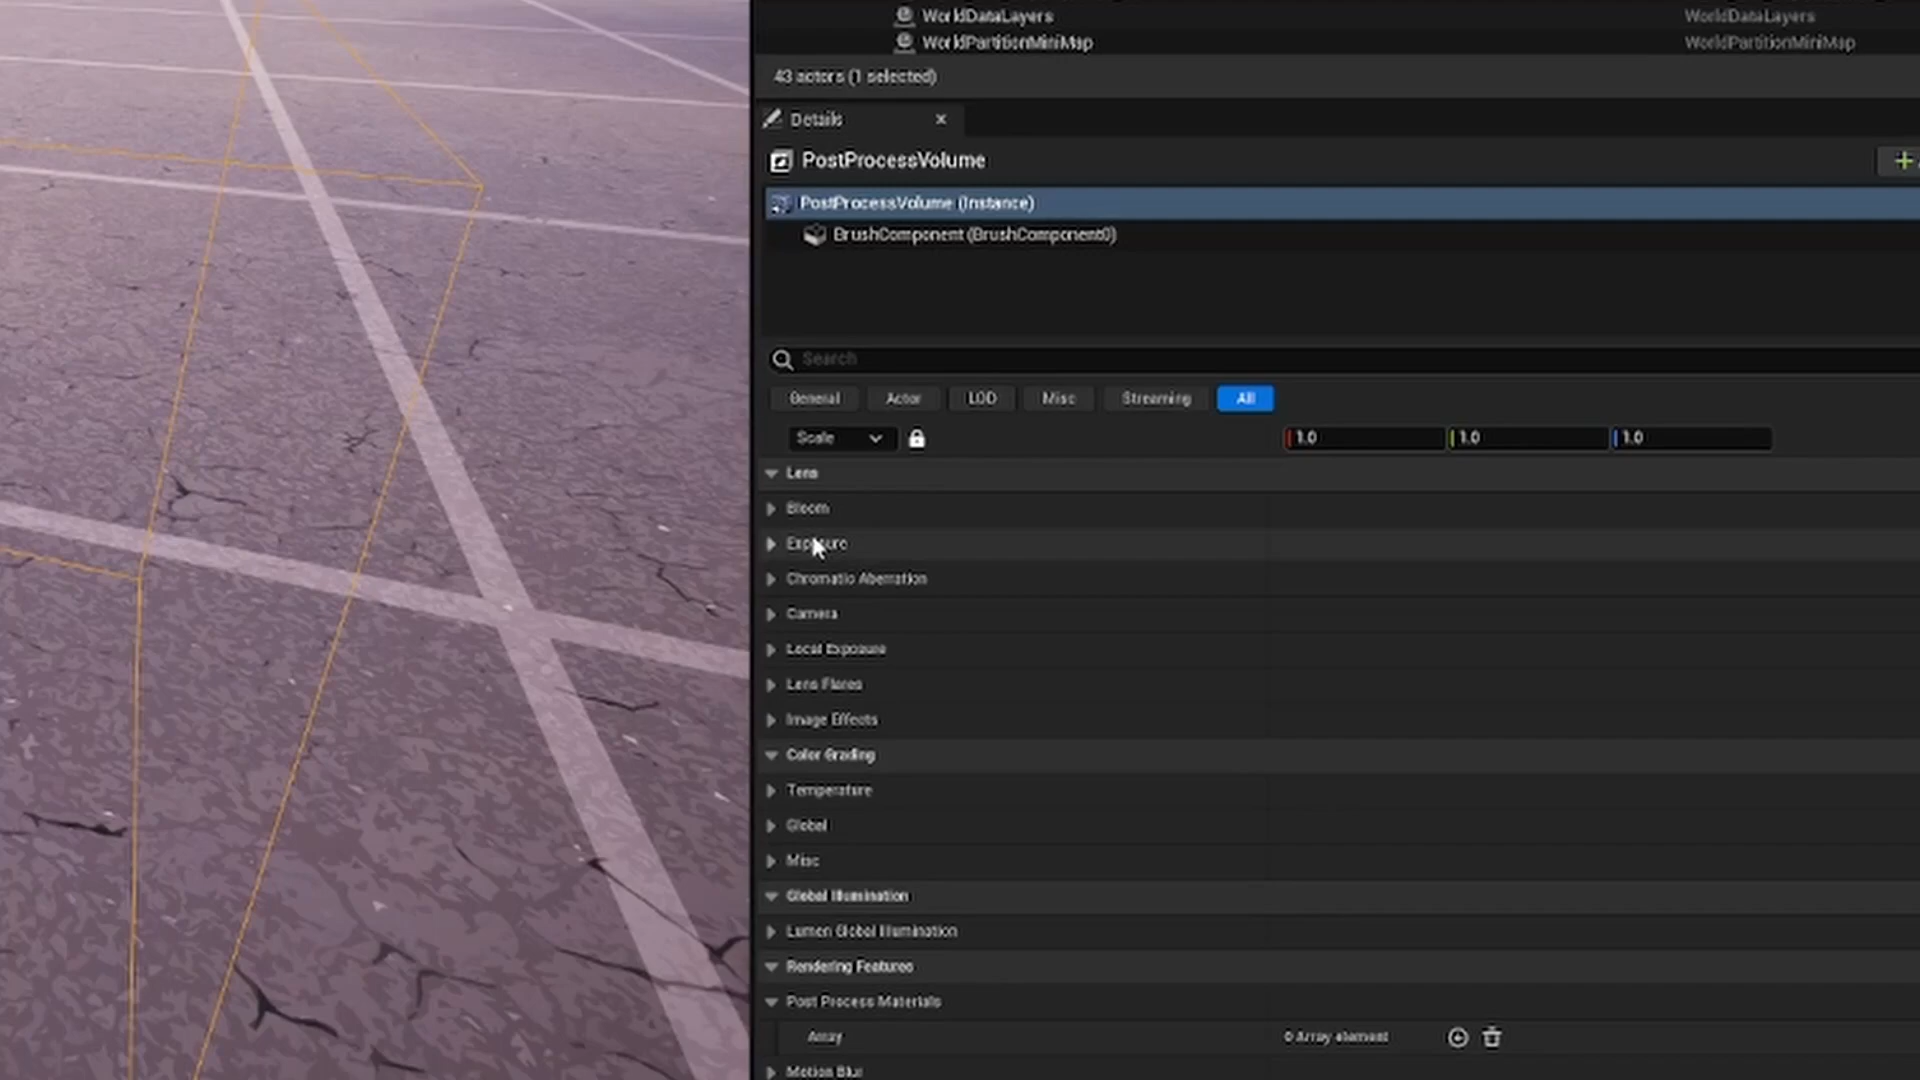 WorldDataLayers WorldDataLayers
WorldPartitionMiniMap WorldPartitionMiniMap
43 actors (1 selected)
Details
PostProcessVolume
PostProcessVolume (Instance)
BrushComponent (BrushComponent0)
Search
General Actor LOD Misc Streaming All
Scale 1.0 1.0 1.0
Lens
Bloom
Exposure
Chromatic Aberration
Camera
Local Exposure
Lens Flares
Image Effects
Color Grading
Temperature
Global
Misc
Global Illumination
Lumen Global Illumination
Rendering Features
Post Process Materials
Array 0 Array element
Motion Blur